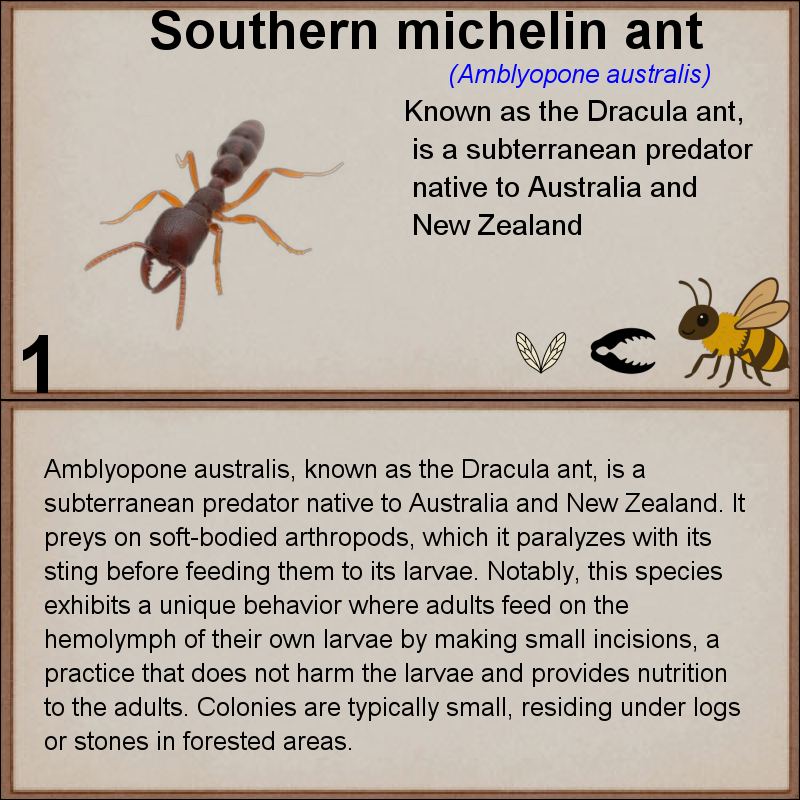 Southern michelin ant
(Amblyopone australis)
Known as the Dracula ant,
is a subterranean predator
native to Australia and
New Zealand
1
Amblyopone australis, known as the Dracula ant, is a
subterranean predator native to Australia and New Zealand. It
preys on soft-bodied arthropods, which it paralyzes with its
sting before feeding them to its larvae. Notably, this species
exhibits a unique behavior where adults feed on the
hemolymph of their own larvae by making small incisions, a
practice that does not harm the larvae and provides nutrition
to the adults. Colonies are typically small, residing under logs
or stones in forested areas.